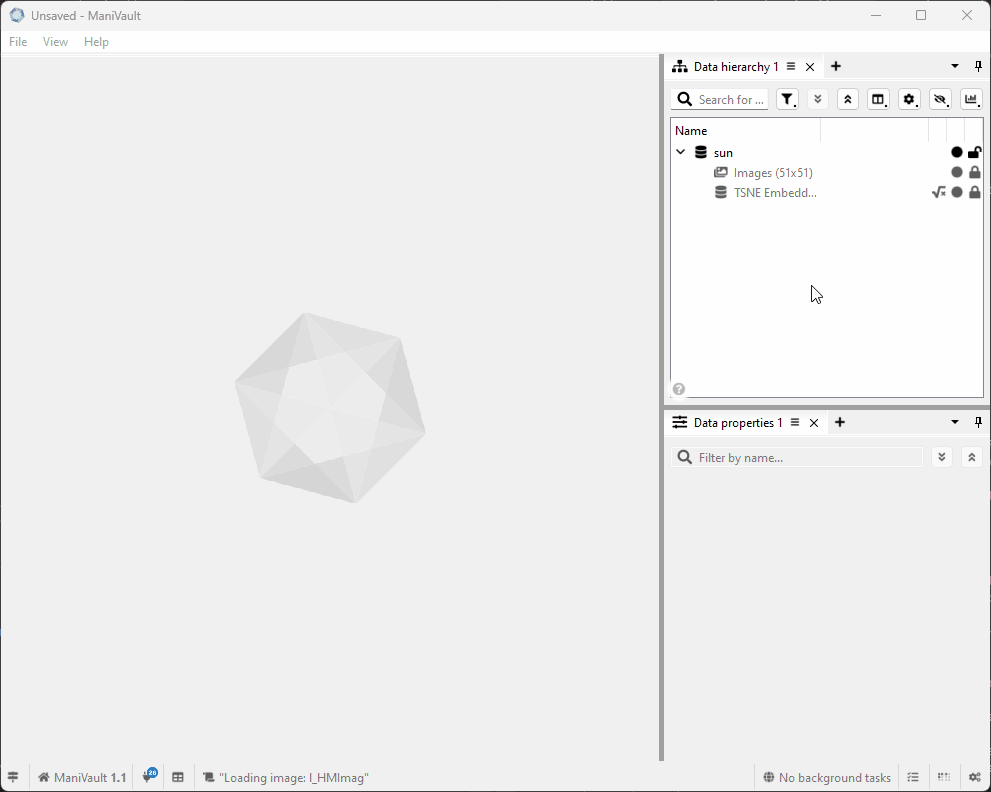 Unsaved - ManiVault
File View Help
Data hierarchy 1
Search for ...
Name
sun
Images (51x51)
TSNE Embedd...
Data properties 1
Filter by name...
ManiVault 1.1
26
"Loading image: I_HMImag"
No background tasks